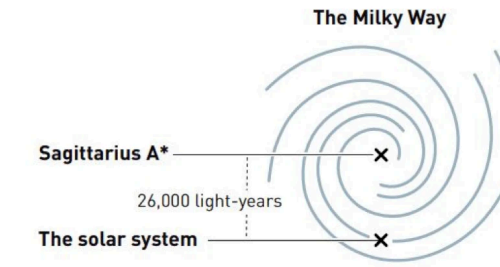 The Milky Way
Sagittarius A*
26,000 light-years
The solar system